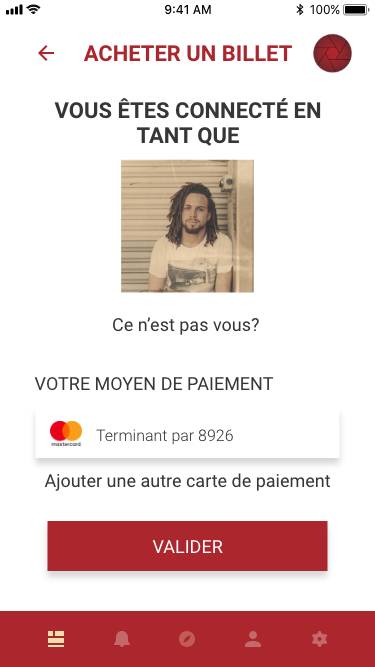 9:41 AM
100%
ACHETER UN BILLET
VOUS ÊTES CONNECTÉ EN
TANT QUE
Ce n’est pas vous?
VOTRE MOYEN DE PAIEMENT
mastercard
Terminant par 8926
Ajouter une autre carte de paiement
VALIDER